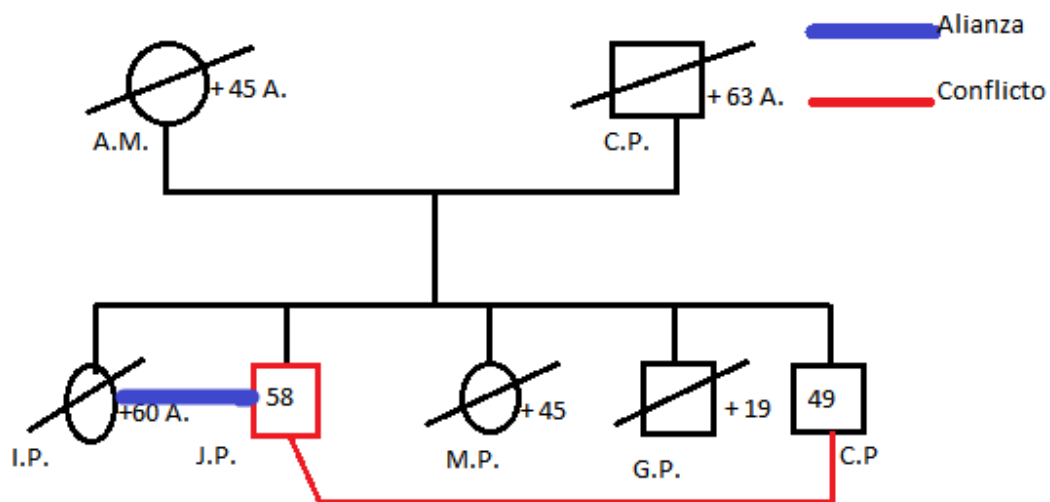 Alianza
+ 45 A.
+ 63 A.
Conflicto
A.M.
C.P.
+60 A.
58
+ 45
+ 19
49
I.P.
J.P.
M.P.
G.P.
C.P